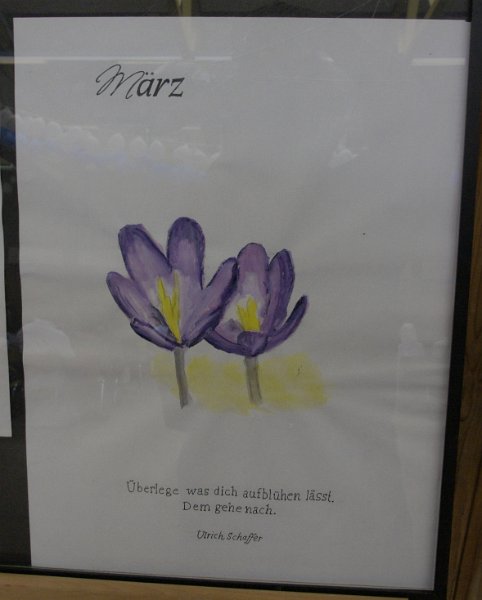 März
Überlege was dich aufblühen lässt.
Dem gehe nach.
Ulrich Schaffer